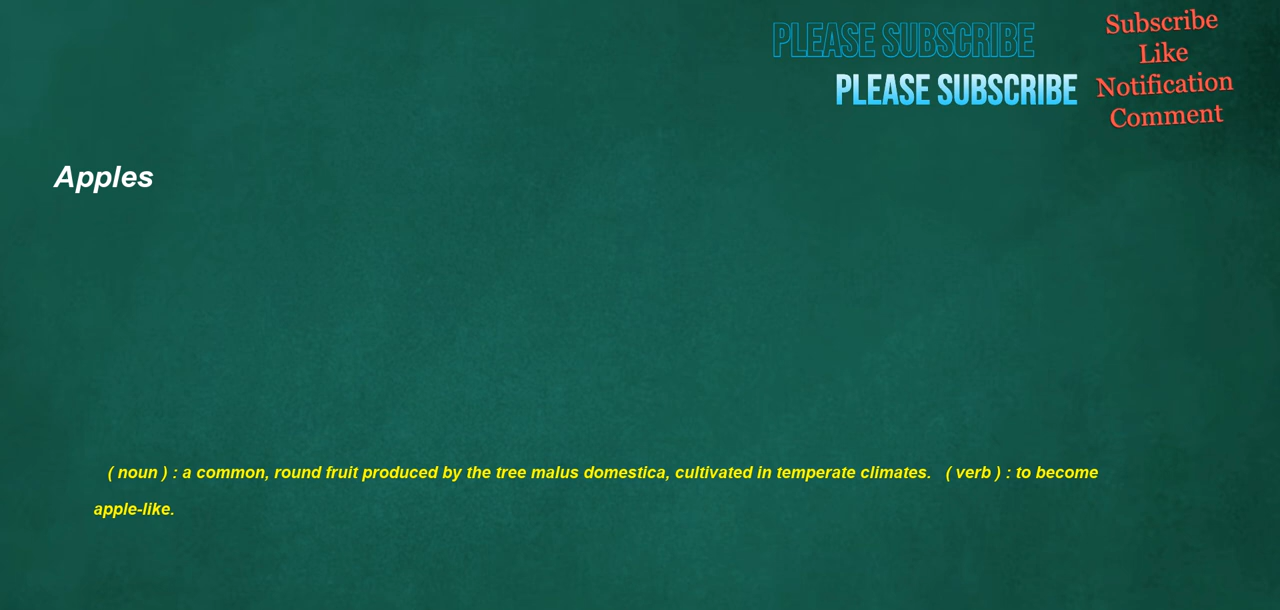 PLEASE SUBSCRIBE
PLEASE SUBSCRIBE
Subscribe
Like
Notification
Comment
Apples
( noun ) : a common, round fruit produced by the tree malus domestica, cultivated in temperate climates. ( verb ) : to become
apple-like.